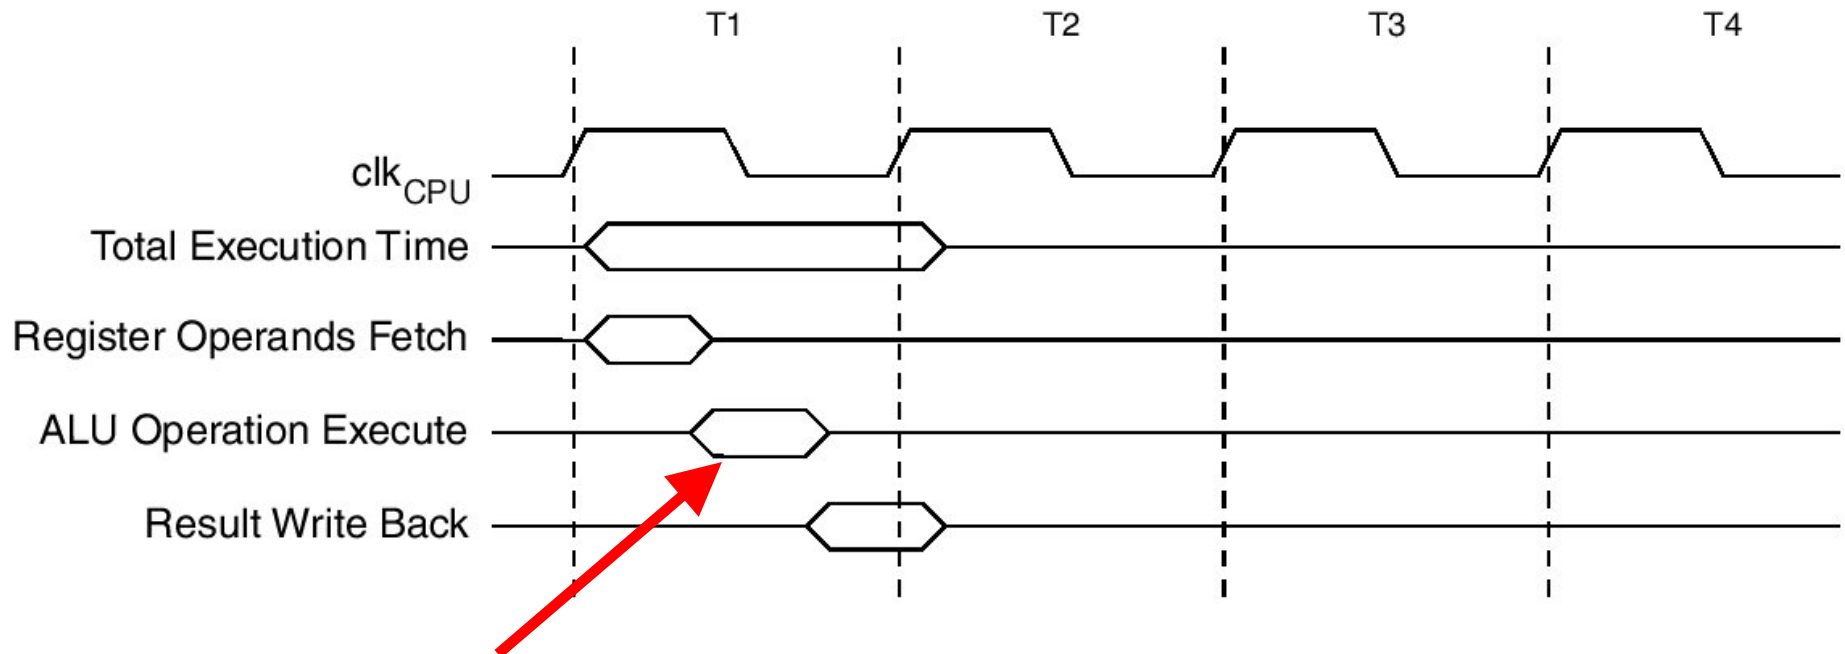 T1 T2 T3 T4
clkCPU
Total Execution Time
Register Operands Fetch
ALU Operation Execute
Result Write Back